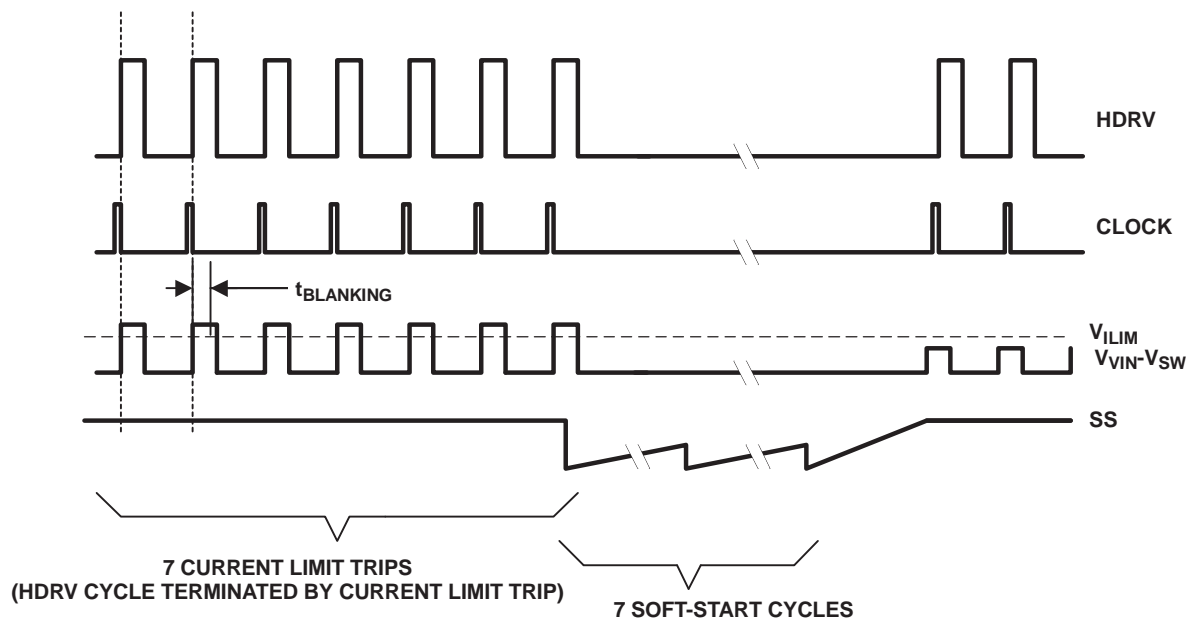 HDRV
CLOCK
tBLANKING
VILIM
VVIN-VSW
SS
7 CURRENT LIMIT TRIPS
(HDRV CYCLE TERMINATED BY CURRENT LIMIT TRIP)
7 SOFT-START CYCLES